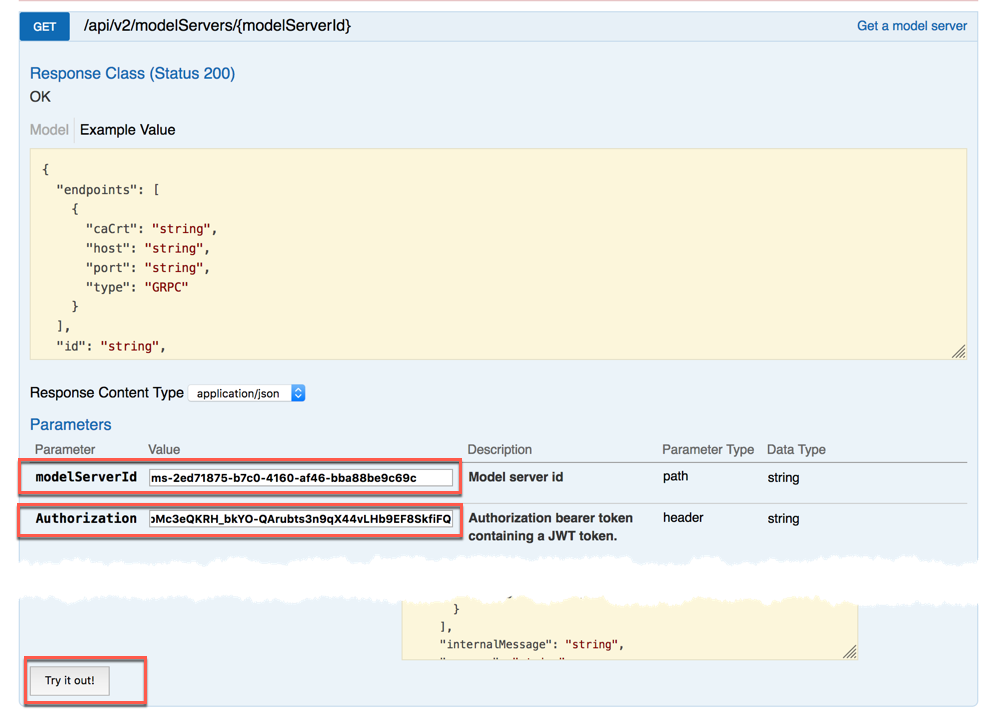 GET /api/v2/modelServers/{modelServerId} Get a model server
Response Class (Status 200)
OK
Model Example Value
{
"endpoints": [
{
"caCrt": "string",
"host": "string",
"port": "string",
"type": "GRPC"
}
],
"id": "string",
Response Content Type application/json
Parameters
Parameter Value Description Parameter Type Data Type
modelServerId ms-2ed71875-b7c0-4160-af46-bba88be9c69c Model server id path string
Authorization Mc3eQKRH_bkYO-QArubts3n9qX44vLHb9EF8SkfiFQ Authorization bearer token header string
containing a JWT token.
}
],
"internalMessage": "string",
Try it out!